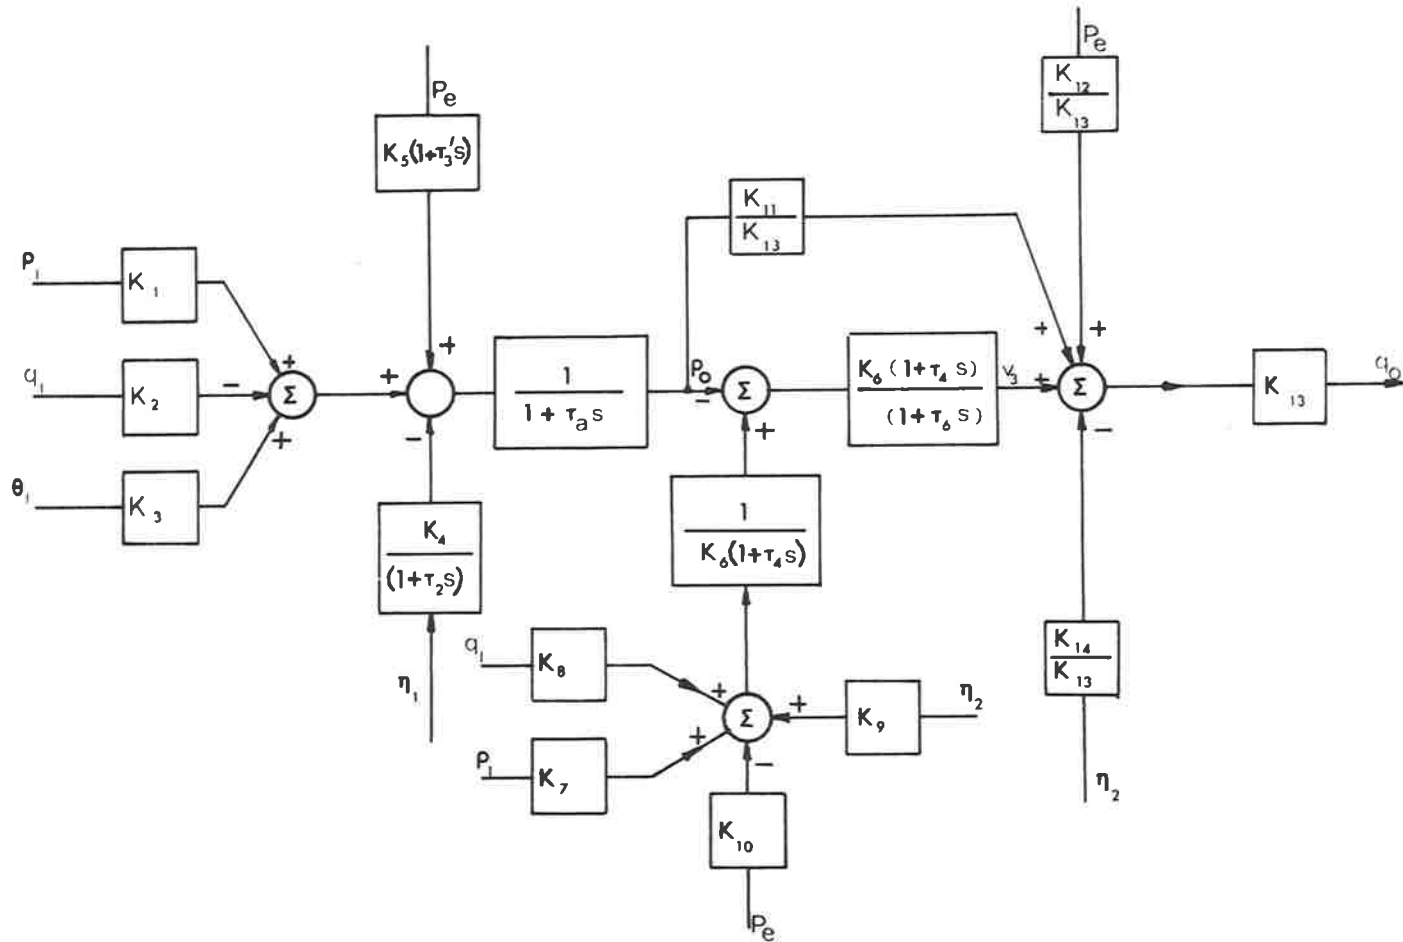 Pe
K12
K13
Pe
K5(1+τ3's)
K11
K13
P1
K1
+
+
+
+
+
1
1 + τa s
Po
K6 (1+τ4 s)
(1+τ6 s)
v3
+
Σ
K13
qo
q1
K2
−
Σ
+
−
Σ
−
+
−
θ1
K3
+
1
K6(1+τ4 s)
K4
(1+τ2s)
η1
q1
K8
+
Σ
+
K9
η2
K14
K13
P1
K7
+
−
η2
K10
Pe